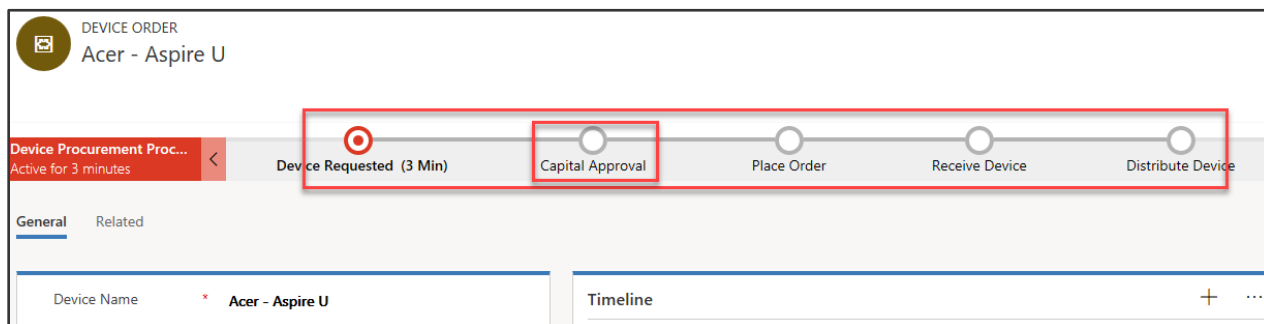 DEVICE ORDER
Acer - Aspire U
Device Procurement Proc...
Active for 3 minutes
Device Requested (3 Min)
Capital Approval
Place Order
Receive Device
Distribute Device
General Related
Device Name * Acer - Aspire U
Timeline